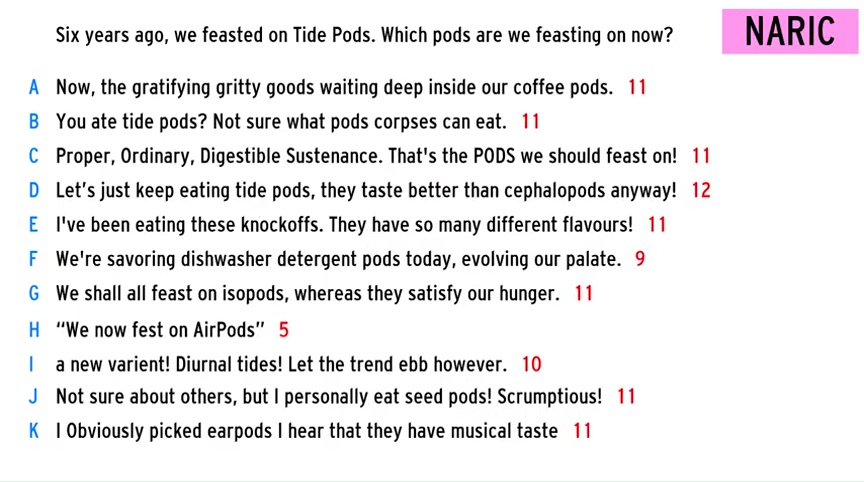 Six years ago, we feasted on Tide Pods. Which pods are we feasting on now?
NARIC
A Now, the gratifying gritty goods waiting deep inside our coffee pods. 11
B You ate tide pods? Not sure what pods corpses can eat. 11
C Proper, Ordinary, Digestible Sustenance. That's the PODS we should feast on! 11
D Let's just keep eating tide pods, they taste better than cephalopods anyway! 12
E I've been eating these knockoffs. They have so many different flavours! 11
F We're savoring dishwasher detergent pods today, evolving our palate. 9
G We shall all feast on isopods, whereas they satisfy our hunger. 11
H “We now fest on AirPods” 5
I a new varient! Diurnal tides! Let the trend ebb however. 10
J Not sure about others, but I personally eat seed pods! Scrumptious! 11
K I Obviously picked earpods I hear that they have musical taste 11